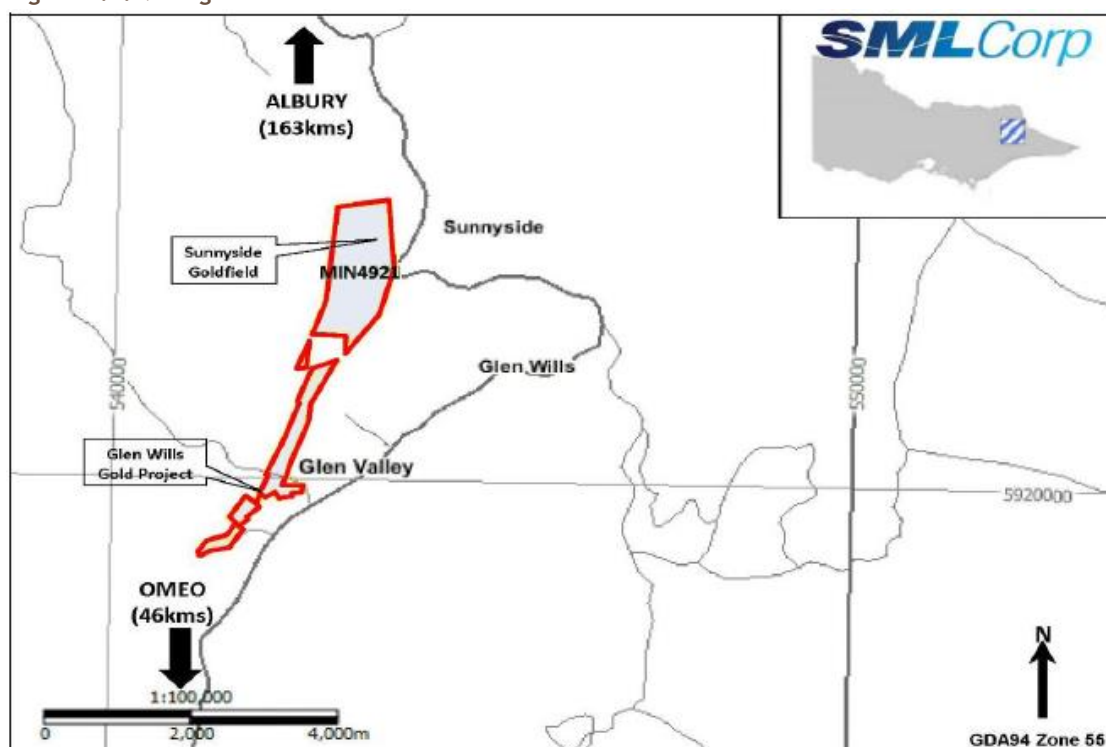 SMLCorp
ALBURY
(163kms)
Sunnyside
Sunnyside
Goldfield
MIN4921
Glen Wills
540000
550000
Glen Wills
Gold Project
Glen Valley
5920000
OMEO
(46kms)
N
1:100,000
0 2,000 4,000m
GDA94 Zone 55